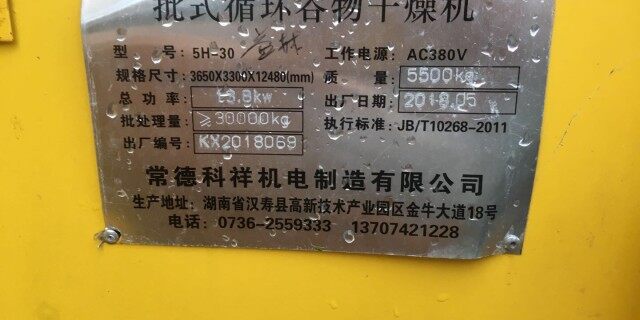 批式循环谷物干燥机
型 号: 5H-30 工作电源: AC380V
规格尺寸: 3650X3300X12480(mm) 质 量: 5500kg
总 功 率: 13.8kw 出厂日期: 2018.05
批处理量: ≥30000kg 执行标准: JB/T10268-2011
出厂编号: KX2018069
常德科祥机电制造有限公司
生产地址: 湖南省汉寿县高新技术产业园区金牛大道18号
电话: 0736-2559333 13707421228